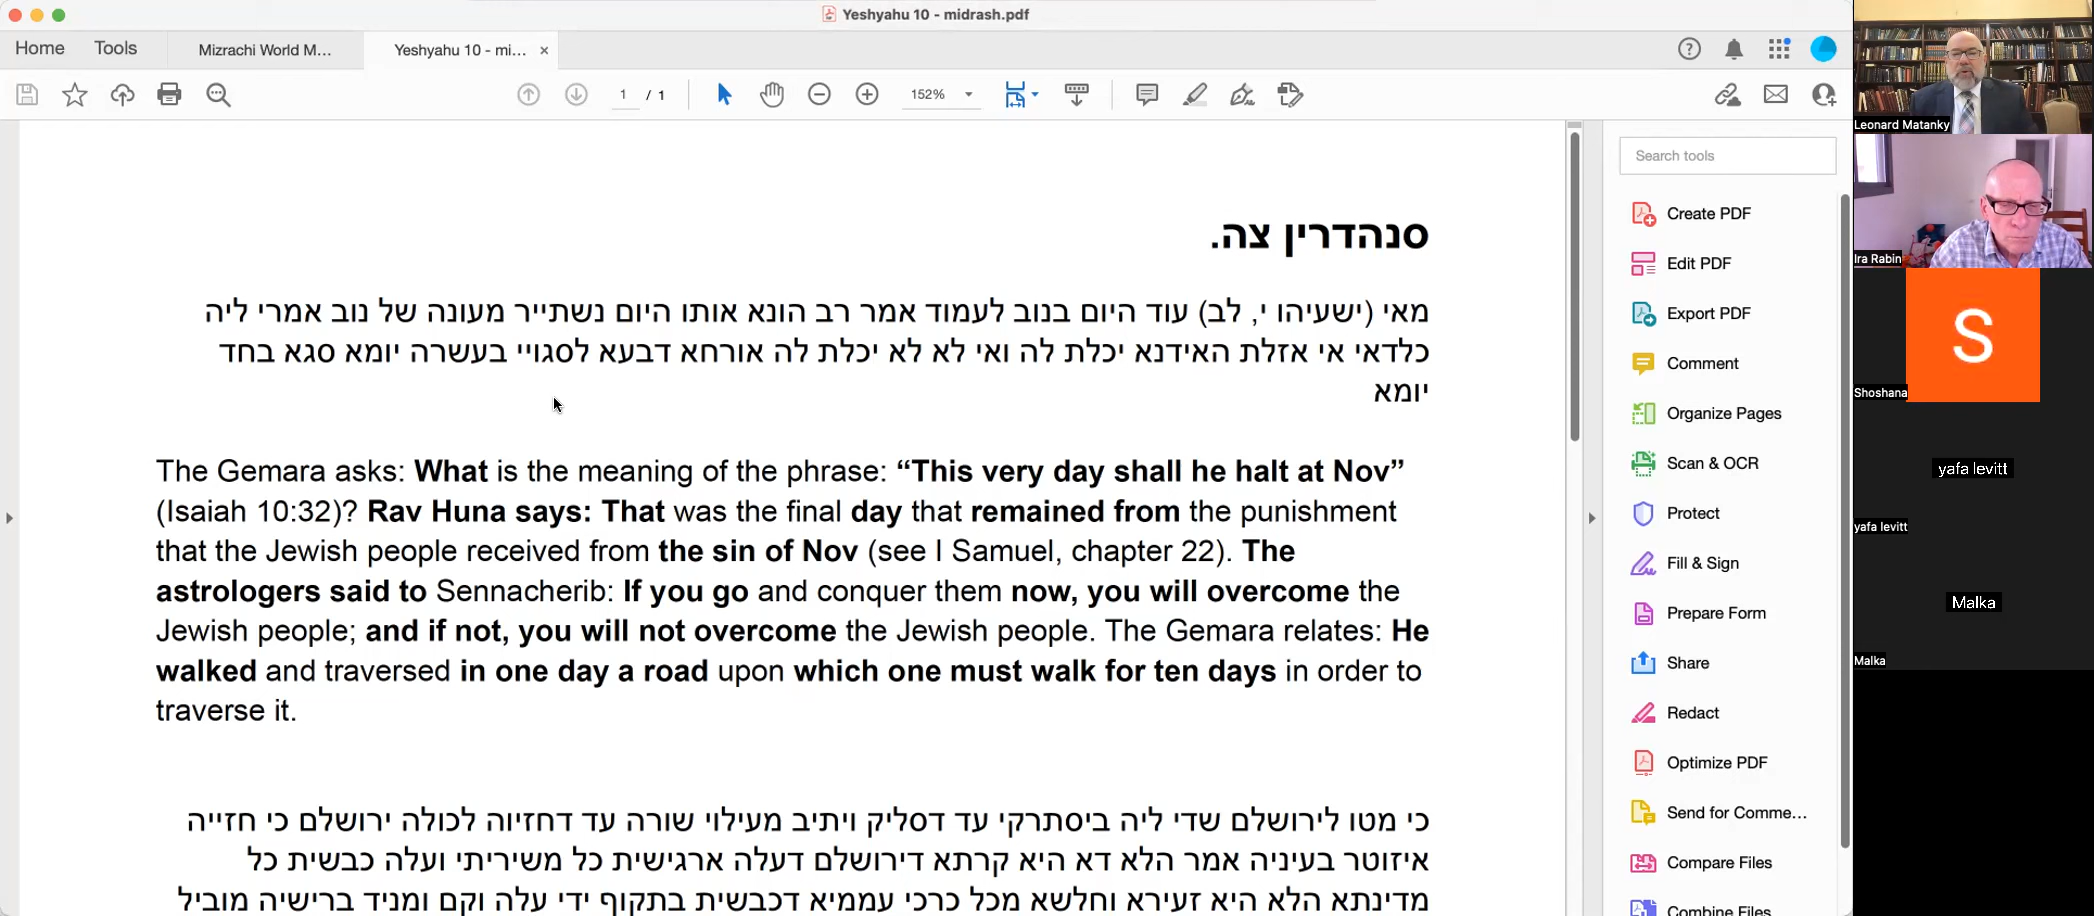 Yeshyahu 10 - midrash.pdf
Home
Tools
Mizrachi World M...
Yeshyahu 10 - mi...
1 / 1
152%
Search tools
Create PDF
Edit PDF
Export PDF
Comment
Organize Pages
Scan & OCR
Protect
Fill & Sign
Prepare Form
Share
Redact
Optimize PDF
Send for Comme...
Compare Files
Combine Files
סנהדרין צה.
מאי (ישעיהו י, לב) עוד היום בנוב לעמוד אמר רב הונא אותו היום נשתייר מעונה של נוב אמרי ליה
כלדאי אי אזלת האידנא יכלת לה ואי לא לא יכלת לה אורחא דבעא לסגויי בעשרה יומא סגא בחד
יומא
The Gemara asks: What is the meaning of the phrase: “This very day shall he halt at Nov”
(Isaiah 10:32)? Rav Huna says: That was the final day that remained from the punishment
that the Jewish people received from the sin of Nov (see I Samuel, chapter 22). The
astrologers said to Sennacherib: If you go and conquer them now, you will overcome the
Jewish people; and if not, you will not overcome the Jewish people. The Gemara relates: He
walked and traversed in one day a road upon which one must walk for ten days in order to
traverse it.
כי מטו לירושלם שדי ליה ביסתרקי עד דסליק ויתיב מעילוי שורה עד דחזיוה לכולה ירושלם כי חזייה
איזוטר בעיניה אמר הלא דא היא קרתא דירושלם דעלה ארגישית כל משיריתי ועלה כבשית כל
מדינתא הלא היא זעירא וחלשא מכל כרכי עממיא דכבשית בתקוף ידי עלה וקם ומניד ברישיה מוביל
Leonard Matanky
Ira Rabin
S
Shoshana
yafa levitt
yafa levitt
Malka
Malka